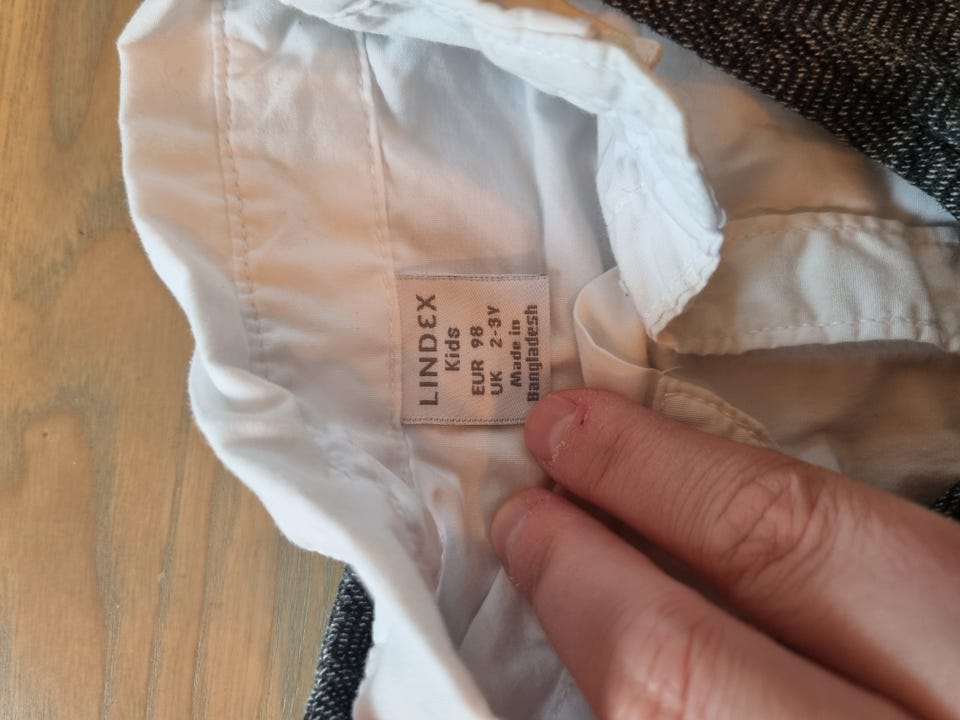 LINDEX
Kids
EUR 98
UK 2-3Y
Made in
Bangladesh